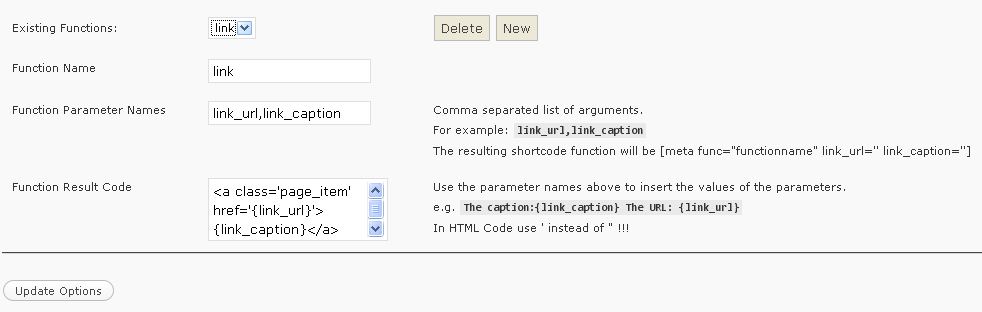 Existing Functions: link Delete New
Function Name link
Function Parameter Names link_url,link_caption Comma separated list of arguments.
For example: link_url,link_caption
The resulting shortcode function will be [meta func="functionname" link_url='' link_caption='']
Function Result Code <a class='page_item' Use the parameter names above to insert the values of the parameters.
href='{link_url}'> e.g. The caption:{link_caption} The URL: {link_url}
{link_caption}</a> In HTML Code use ' instead of " !!!
Update Options